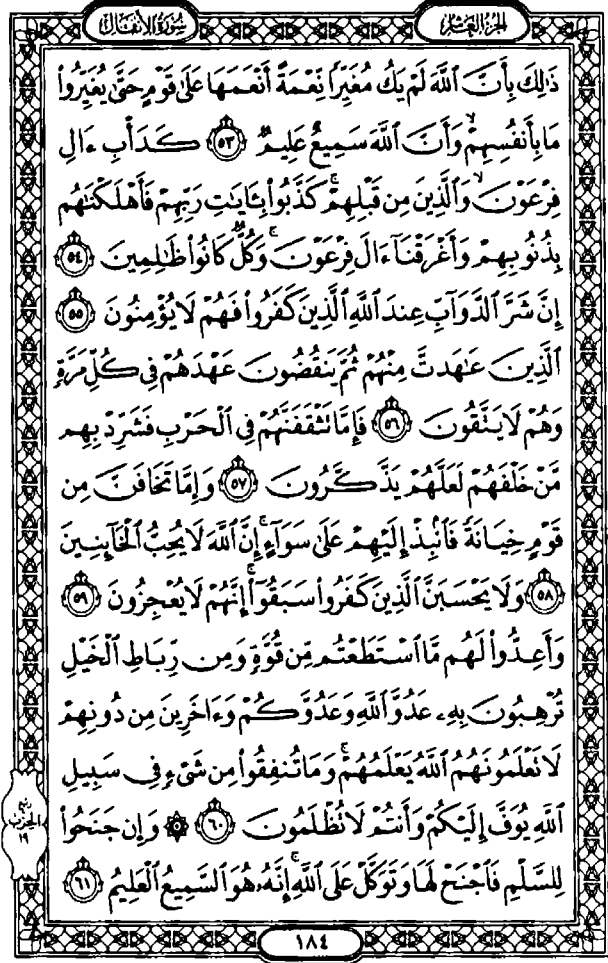 الجزء العاشر
سورة الأنفال
ذَٰلِكَ بِأَنَّ ٱللَّهَ لَمْ يَكُ مُغَيِّرًا نِّعْمَةً أَنْعَمَهَا عَلَىٰ قَوْمٍ حَتَّىٰ يُغَيِّرُوا۟
مَا بِأَنفُسِهِمْ ۙ وَأَنَّ ٱللَّهَ سَمِيعٌ عَلِيمٌ ٥٣ كَدَأْبِ ءَالِ
فِرْعَوْنَ ۙ وَٱلَّذِينَ مِن قَبْلِهِمْ ۚ كَذَّبُوا۟ بِـَٔايَٰتِ رَبِّهِمْ فَأَهْلَكْنَٰهُم
بِذُنُوبِهِمْ وَأَغْرَقْنَآ ءَالَ فِرْعَوْنَ ۚ وَكُلٌّ كَانُوا۟ ظَٰلِمِينَ ٥٤
إِنَّ شَرَّ ٱلدَّوَآبِّ عِندَ ٱللَّهِ ٱلَّذِينَ كَفَرُوا۟ فَهُمْ لَا يُؤْمِنُونَ ٥٥
ٱلَّذِينَ عَٰهَدتَّ مِنْهُمْ ثُمَّ يَنقُضُونَ عَهْدَهُمْ فِى كُلِّ مَرَّةٍ
وَهُمْ لَا يَتَّقُونَ ٥٦ فَإِمَّا تَثْقَفَنَّهُمْ فِى ٱلْحَرْبِ فَشَرِّدْ بِهِم
مَّنْ خَلْفَهُمْ لَعَلَّهُمْ يَذَّكَّرُونَ ٥٧ وَإِمَّا تَخَافَنَّ مِن
قَوْمٍ خِيَانَةً فَٱنۢبِذْ إِلَيْهِمْ عَلَىٰ سَوَآءٍ ۚ إِنَّ ٱللَّهَ لَا يُحِبُّ ٱلْخَآئِنِينَ
٥٨ وَلَا يَحْسَبَنَّ ٱلَّذِينَ كَفَرُوا۟ سَبَقُوٓا۟ ۚ إِنَّهُمْ لَا يُعْجِزُونَ ٥٩
وَأَعِدُّوا۟ لَهُم مَّا ٱسْتَطَعْتُم مِّن قُوَّةٍ وَمِن رِّبَاطِ ٱلْخَيْلِ
تُرْهِبُونَ بِهِۦ عَدُوَّ ٱللَّهِ وَعَدُوَّكُمْ وَءَاخَرِينَ مِن دُونِهِمْ
لَا تَعْلَمُونَهُمُ ٱللَّهُ يَعْلَمُهُمْ ۚ وَمَا تُنفِقُوا۟ مِن شَىْءٍ فِى سَبِيلِ
ٱللَّهِ يُوَفَّ إِلَيْكُمْ وَأَنتُمْ لَا تُظْلَمُونَ ٦٠ ۞ وَإِن جَنَحُوا۟
لِلسَّلْمِ فَٱجْنَحْ لَهَا وَتَوَكَّلْ عَلَى ٱللَّهِ ۚ إِنَّهُۥ هُوَ ٱلسَّمِيعُ ٱلْعَلِيمُ ٦١
ربع
الحزب
١٩
١٨٤